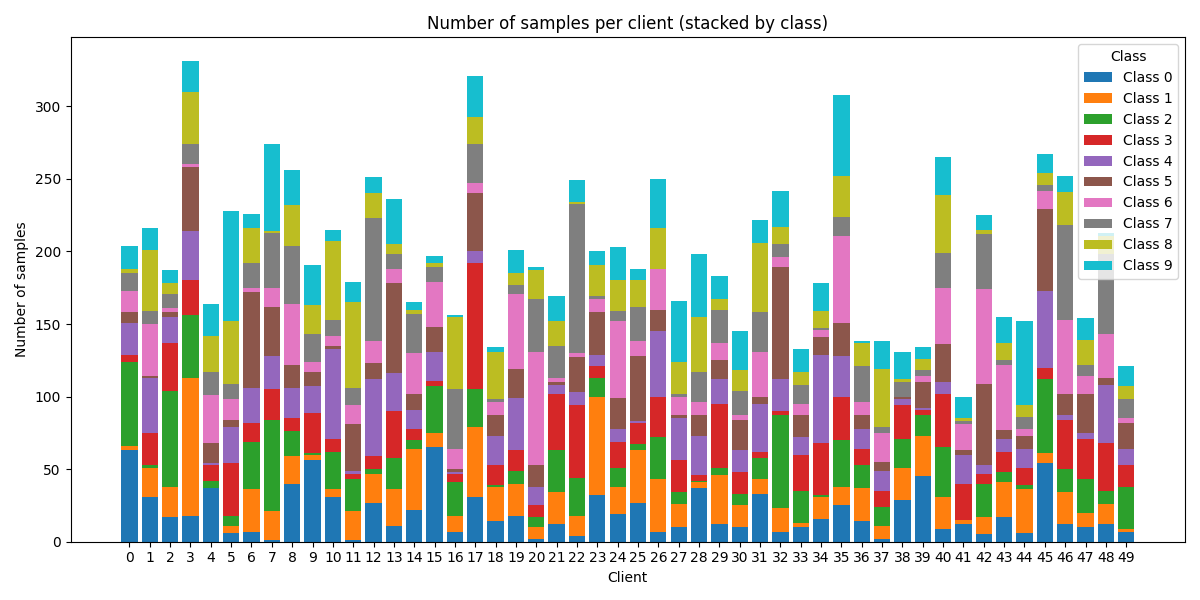 Number of samples per client (stacked by class)
Number of samples
300
250
200
150
100
50
0
Class
Class 0
Class 1
Class 2
Class 3
Class 4
Class 5
Class 6
Class 7
Class 8
Class 9
0 1 2 3 4 5 6 7 8 9 10 11 12 13 14 15 16 17 18 19 20 21 22 23 24 25 26 27 28 29 30 31 32 33 34 35 36 37 38 39 40 41 42 43 44 45 46 47 48 49
Client